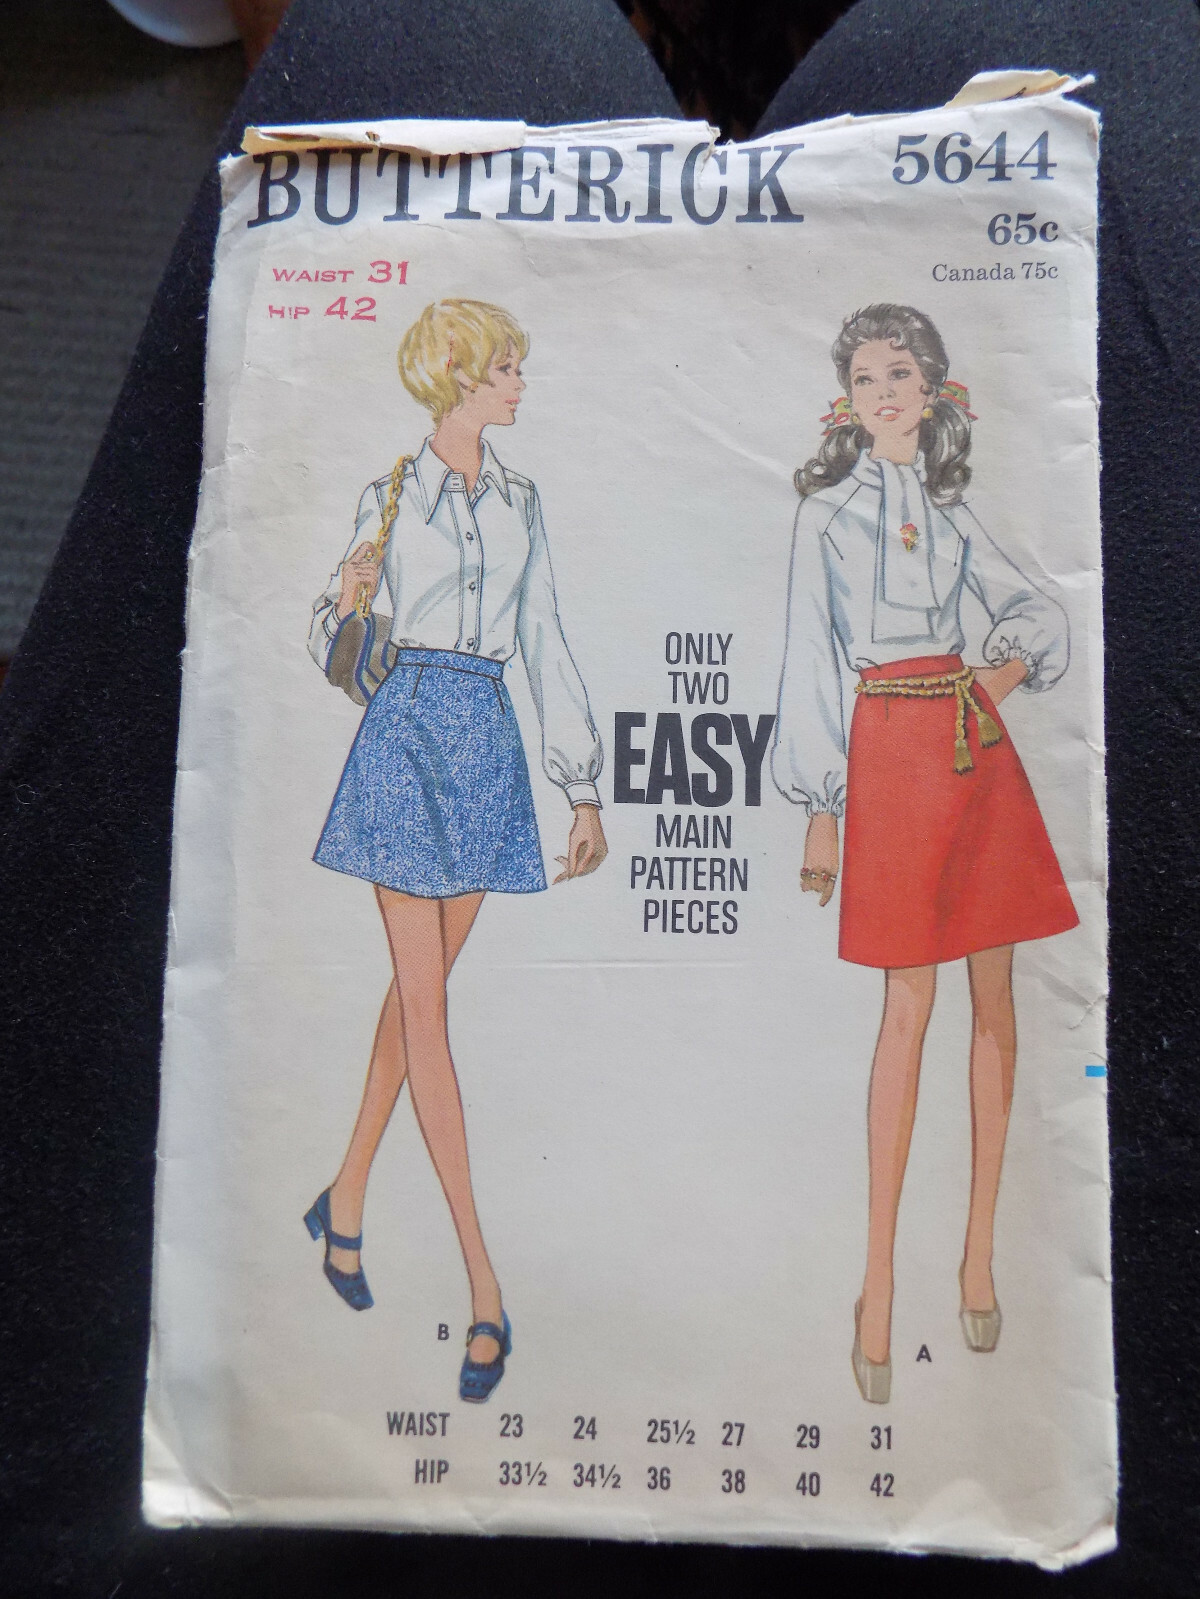 BUTTERICK
5644
65c
Canada 75c
WAIST 31
HIP 42
ONLY
TWO
EASY
MAIN
PATTERN
PIECES
B
A
WAIST 23 24 25½ 27 29 31
HIP 33½ 34½ 36 38 40 42